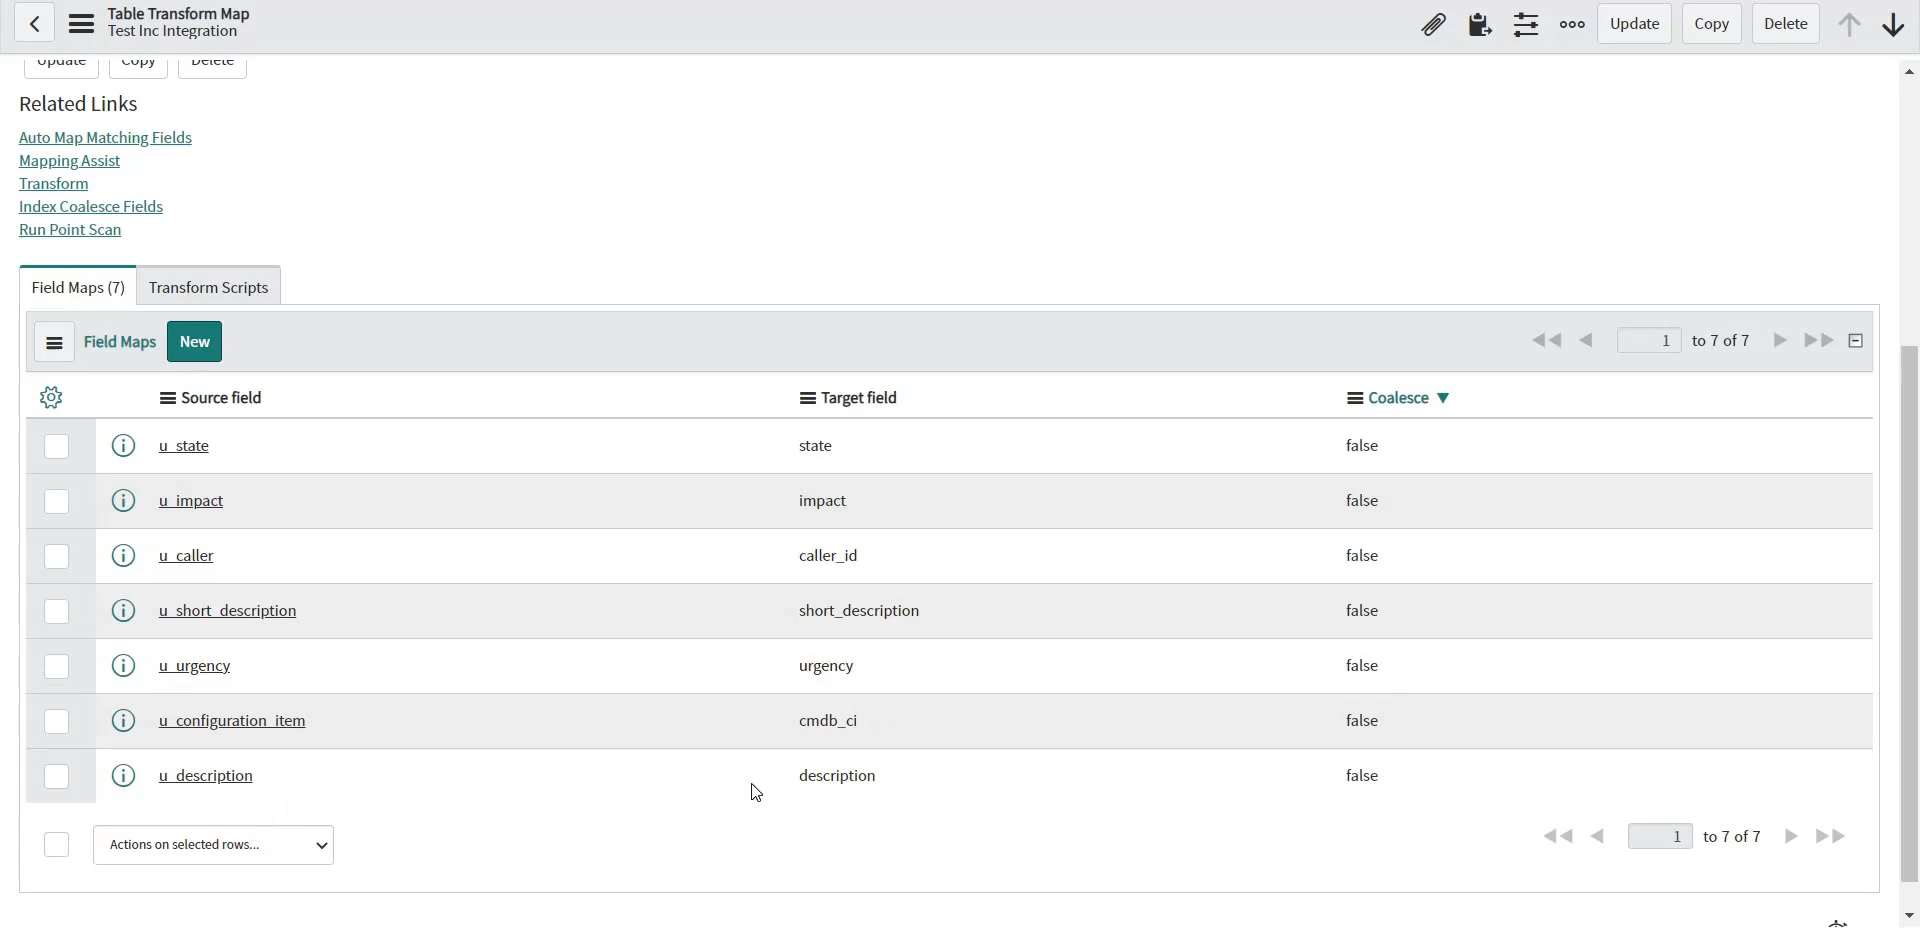 Table Transform Map
Test Inc Integration
Update Copy Delete
Update Copy Delete
Related Links
Auto Map Matching Fields
Mapping Assist
Transform
Index Coalesce Fields
Run Point Scan
Field Maps (7) Transform Scripts
Field Maps New 1 to 7 of 7
Source field Target field Coalesce
u_state state false
u_impact impact false
u_caller caller_id false
u_short_description short_description false
u_urgency urgency false
u_configuration_item cmdb_ci false
u_description description false
Actions on selected rows... 1 to 7 of 7